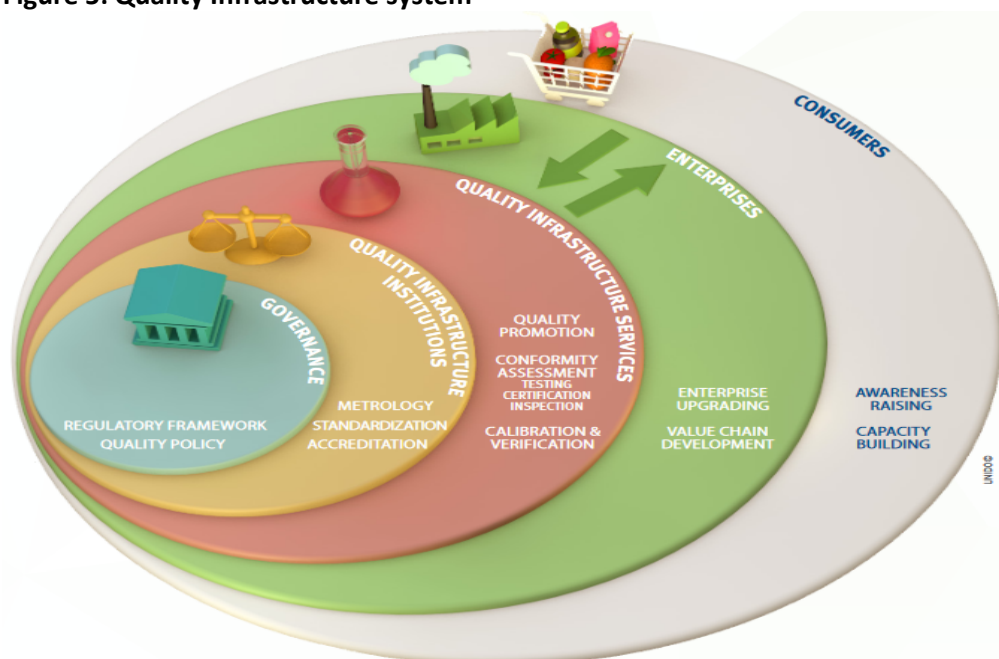 Figure 3: Quality Infrastructure system
CONSUMERS
ENTERPRISES
QUALITY INFRASTRUCTURE SERVICES
QUALITY INFRASTRUCTURE
INSTITUTIONS
GOVERNANCE
REGULATORY FRAMEWORK
QUALITY POLICY
METROLOGY
STANDARDIZATION
ACCREDITATION
QUALITY
PROMOTION
CONFORMITY
ASSESSMENT
TESTING
CERTIFICATION
INSPECTION
CALIBRATION &
VERIFICATION
ENTERPRISE
UPGRADING
VALUE CHAIN
DEVELOPMENT
AWARENESS
RAISING
CAPACITY
BUILDING
UNIDO©